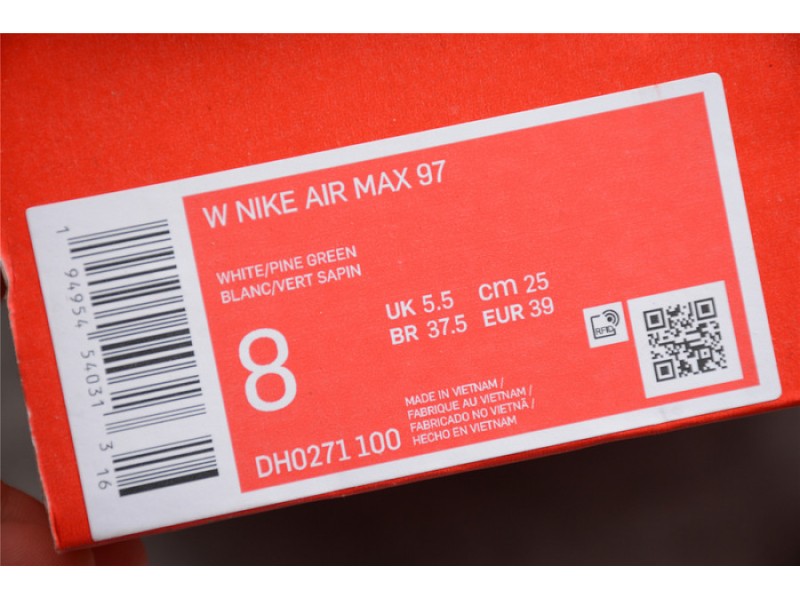 W NIKE AIR MAX 97
WHITE/PINE GREEN
BLANC/VERT SAPIN
8
UK 5.5 cm 25
BR 37.5 EUR 39
RFID
DH0271 100
MADE IN VIETNAM /
FABRIQUE AU VIETNAM /
FABRICADO NO VIETNÃ /
HECHO EN VIETNAM
1 94954 54031 3 16